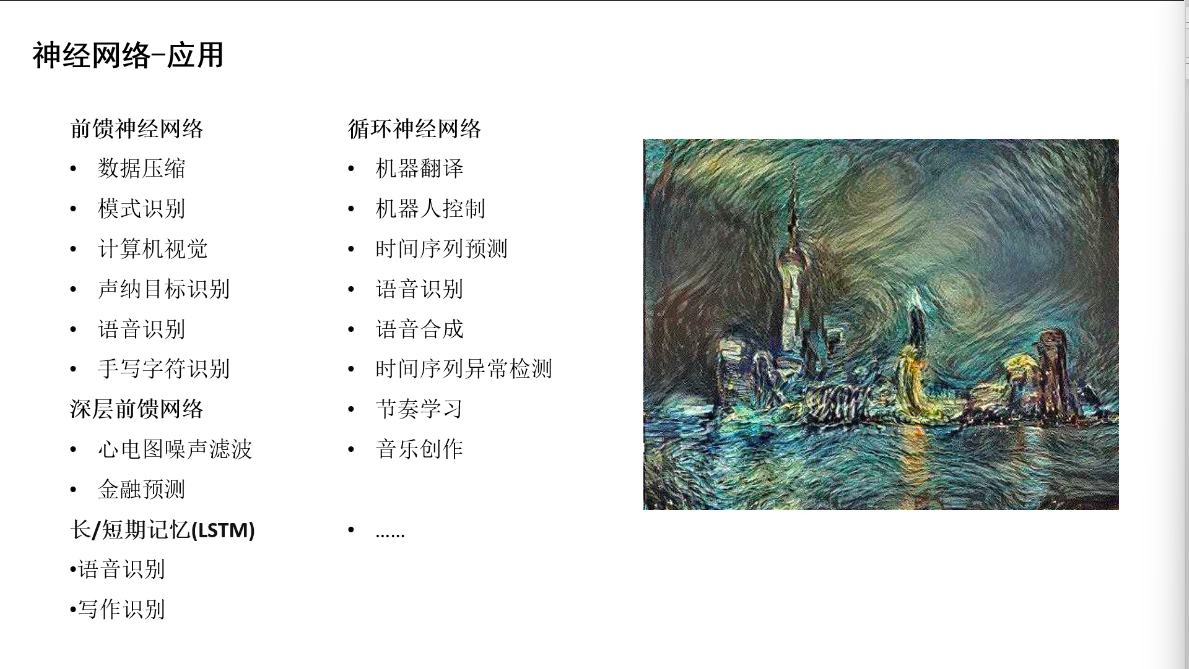 神经网络-应用
前馈神经网络
• 数据压缩
• 模式识别
• 计算机视觉
• 声纳目标识别
• 语音识别
• 手写字符识别
深层前馈网络
• 心电图噪声滤波
• 金融预测
长/短期记忆(LSTM)
•语音识别
•写作识别
循环神经网络
• 机器翻译
• 机器人控制
• 时间序列预测
• 语音识别
• 语音合成
• 时间序列异常检测
• 节奏学习
• 音乐创作
• ……